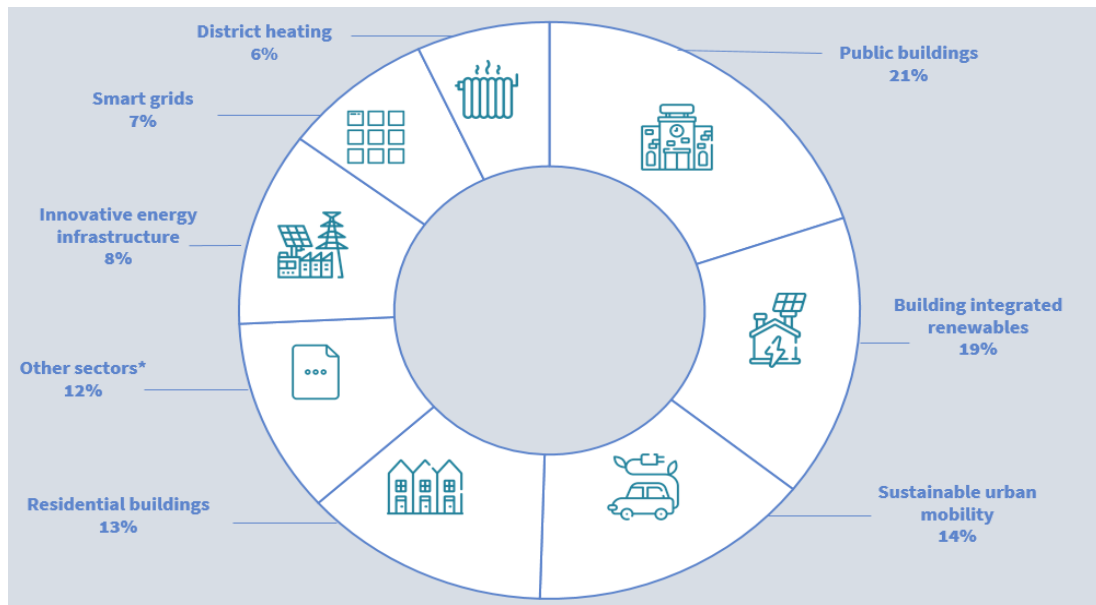 District heating
6%
Public buildings
21%
Smart grids
7%
Innovative energy
infrastructure
8%
Building integrated
renewables
19%
Other sectors*
12%
Residential buildings
13%
Sustainable urban
mobility
14%